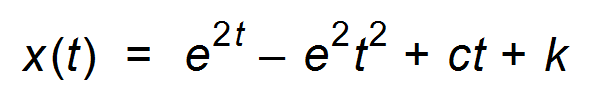 x(t) = e^{2t} – e^2t^2 + ct + k